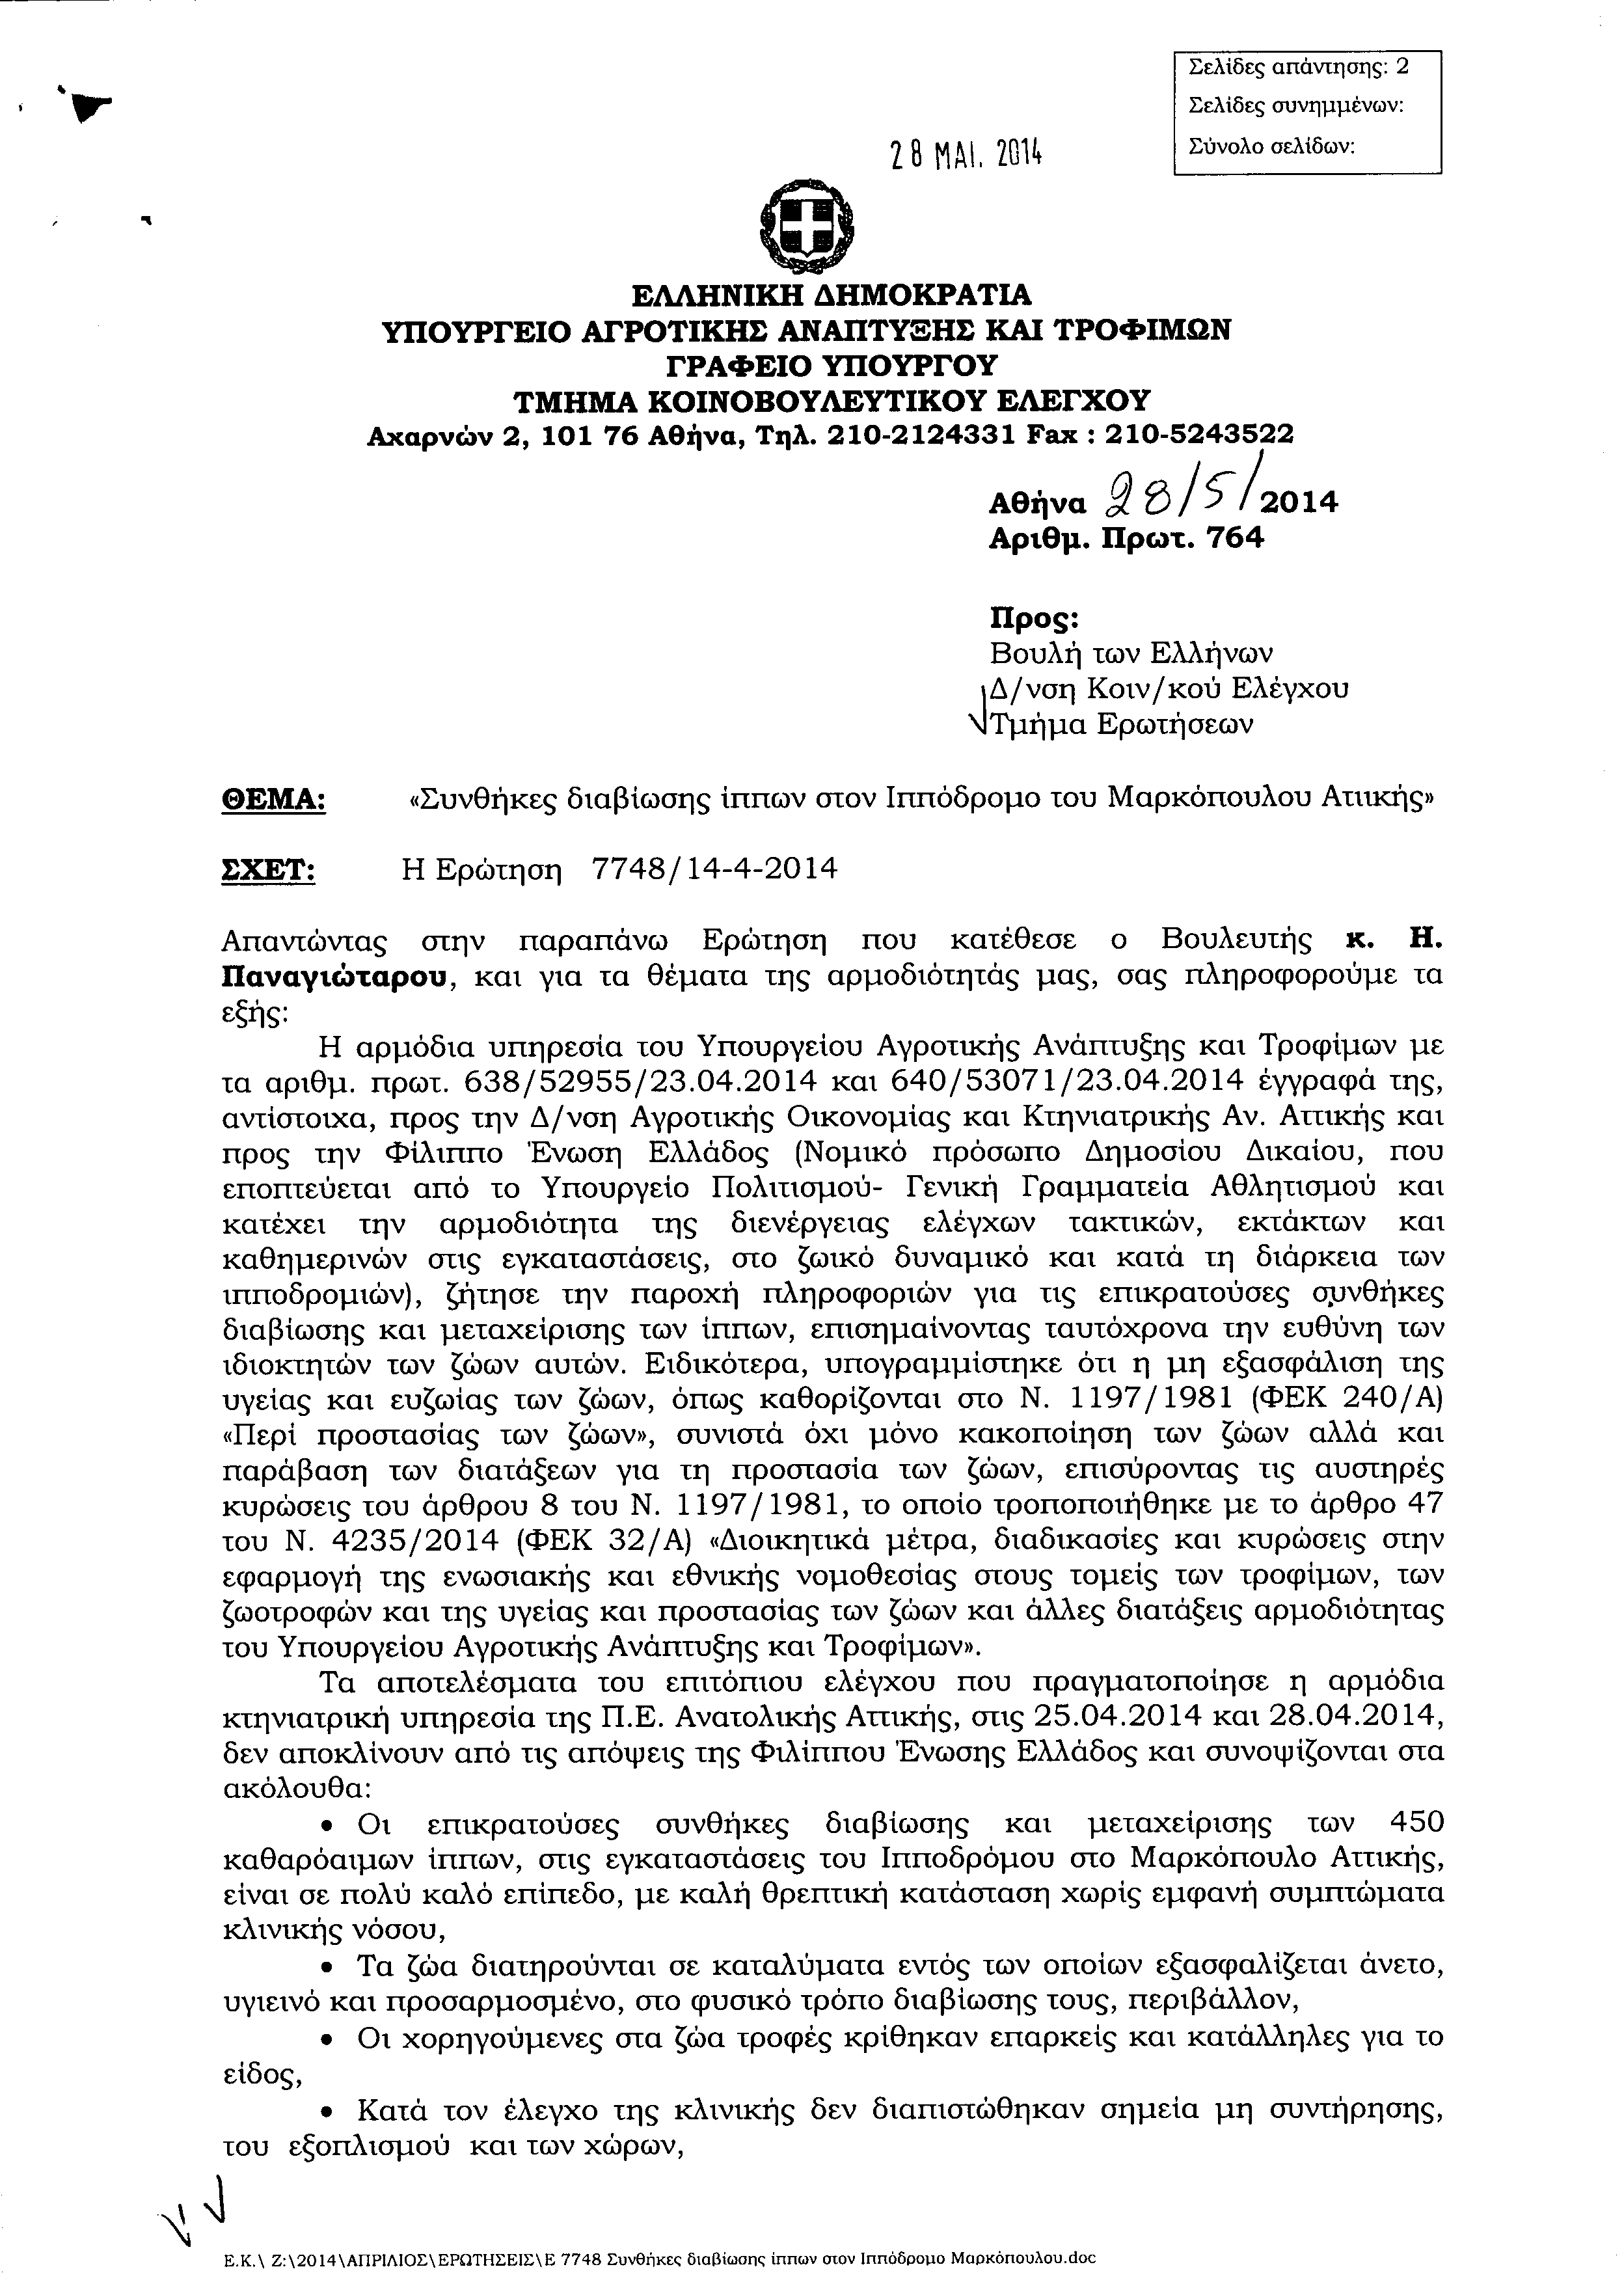 Σελίδες απάντησης: 2
Σελίδες συνημμένων:
Σύνολο σελίδων:
28 ΜΑΙ. 2014
ΕΛΛΗΝΙΚΗ ΔΗΜΟΚΡΑΤΙΑ
ΥΠΟΥΡΓΕΙΟ ΑΓΡΟΤΙΚΗΣ ΑΝΑΠΤΥΞΗΣ ΚΑΙ ΤΡΟΦΙΜΩΝ
ΓΡΑΦΕΙΟ ΥΠΟΥΡΓΟΥ
ΤΜΗΜΑ ΚΟΙΝΟΒΟΥΛΕΥΤΙΚΟΥ ΕΛΕΓΧΟΥ
Αχαρνών 2, 101 76 Αθήνα, Τηλ. 210-2124331 Fax : 210-5243522
Αθήνα 28/5/2014
Αριθμ. Πρωτ. 764
Προς:
Βουλή των Ελλήνων
Δ/νση Κοιν/κού Ελέγχου
Τμήμα Ερωτήσεων
ΘΕΜΑ: «Συνθήκες διαβίωσης ίππων στον Ιππόδρομο του Μαρκόπουλου Αττικής»
ΣΧΕΤ: Η Ερώτηση 7748/14-4-2014
Απαντώντας στην παραπάνω Ερώτηση που κατέθεσε ο Βουλευτής κ. Η.
Παναγιώταρου, και για τα θέματα της αρμοδιότητάς μας, σας πληροφορούμε τα
εξής:
Η αρμόδια υπηρεσία του Υπουργείου Αγροτικής Ανάπτυξης και Τροφίμων με
τα αριθμ. πρωτ. 638/52955/23.04.2014 και 640/53071/23.04.2014 έγγραφά της,
αντίστοιχα, προς την Δ/νση Αγροτικής Οικονομίας και Κτηνιατρικής Αν. Αττικής και
προς την Φίλιππο Ένωση Ελλάδος (Νομικό πρόσωπο Δημοσίου Δικαίου, που
εποπτεύεται από το Υπουργείο Πολιτισμού- Γενική Γραμματεία Αθλητισμού και
κατέχει την αρμοδιότητα της διενέργειας ελέγχων τακτικών, εκτάκτων και
καθημερινών στις εγκαταστάσεις, στο ζωικό δυναμικό και κατά τη διάρκεια των
ιπποδρομιών), ζήτησε την παροχή πληροφοριών για τις επικρατούσες συνθήκες
διαβίωσης και μεταχείρισης των ίππων, επισημαίνοντας ταυτόχρονα την ευθύνη των
ιδιοκτητών των ζώων αυτών. Ειδικότερα, υπογραμμίστηκε ότι η μη εξασφάλιση της
υγείας και ευζωίας των ζώων, όπως καθορίζονται στο Ν. 1197/1981 (ΦΕΚ 240/Α)
«Περί προστασίας των ζώων», συνιστά όχι μόνο κακοποίηση των ζώων αλλά και
παράβαση των διατάξεων για τη προστασία των ζώων, επισύροντας τις αυστηρές
κυρώσεις του άρθρου 8 του Ν. 1197/1981, το οποίο τροποποιήθηκε με το άρθρο 47
του Ν. 4235/2014 (ΦΕΚ 32/Α) «Διοικητικά μέτρα, διαδικασίες και κυρώσεις στην
εφαρμογή της ενωσιακής και εθνικής νομοθεσίας στους τομείς των τροφίμων, των
ζωοτροφών και της υγείας και προστασίας των ζώων και άλλες διατάξεις αρμοδιότητας
του Υπουργείου Αγροτικής Ανάπτυξης και Τροφίμων».
Τα αποτελέσματα του επιτόπιου ελέγχου που πραγματοποίησε η αρμόδια
κτηνιατρική υπηρεσία της Π.Ε. Ανατολικής Αττικής, στις 25.04.2014 και 28.04.2014,
δεν αποκλίνουν από τις απόψεις της Φιλίππου Ένωσης Ελλάδος και συνοψίζονται στα
ακόλουθα:
• Οι επικρατούσες συνθήκες διαβίωσης και μεταχείρισης των 450
καθαρόαιμων ίππων, στις εγκαταστάσεις του Ιπποδρόμου στο Μαρκόπουλο Αττικής,
είναι σε πολύ καλό επίπεδο, με καλή θρεπτική κατάσταση χωρίς εμφανή συμπτώματα
κλινικής νόσου,
• Τα ζώα διατηρούνται σε καταλύματα εντός των οποίων εξασφαλίζεται άνετο,
υγιεινό και προσαρμοσμένο, στο φυσικό τρόπο διαβίωσης τους, περιβάλλον,
• Οι χορηγούμενες στα ζώα τροφές κρίθηκαν επαρκείς και κατάλληλες για το
είδος,
• Κατά τον έλεγχο της κλινικής δεν διαπιστώθηκαν σημεία μη συντήρησης,
του εξοπλισμού και των χώρων,
Ε.Κ.\ Ζ:\2014\ΑΠΡΙΛΙΟΣ\ΕΡΩΤΗΣΕΙΣ\Ε 7748 Συνθήκες διαβίωσης ίππων στον Ιππόδρομο Μαρκόπουλου.doc